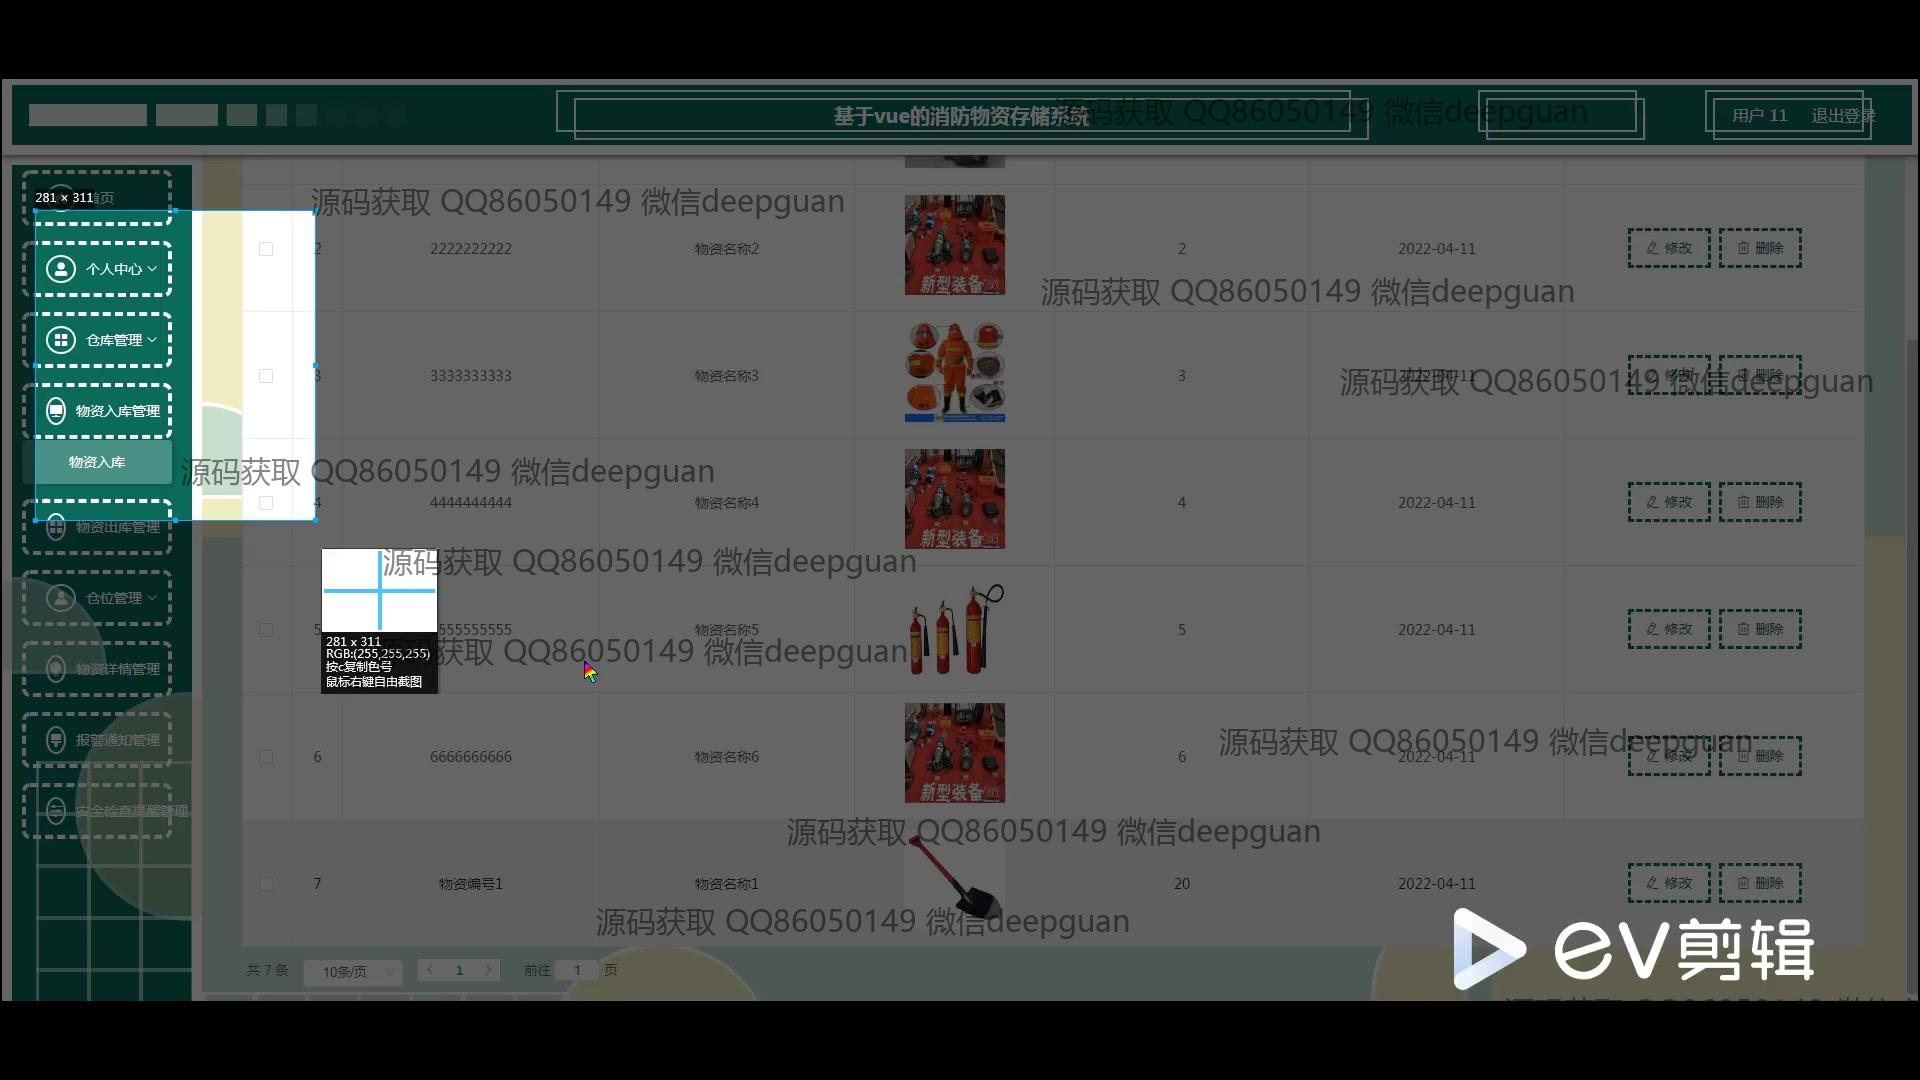 基于vue的消防物资存储系统
源码获取 QQ86050149 微信deepguan
用户 11 退出登录
首页
281 × 311
源码获取 QQ86050149 微信deepguan
个人中心
2 2222222222 物资名称2 新型装备 2 2022-04-11 修改 删除
源码获取 QQ86050149 微信deepguan
仓库管理
3 3333333333 物资名称3 3 2022-04-11 修改 删除
源码获取 QQ86050149 微信deepguan
物资入库管理
物资入库
源码获取 QQ86050149 微信deepguan
4 4444444444 物资名称4 新型装备 4 2022-04-11 修改 删除
物资出库管理
源码获取 QQ86050149 微信deepguan
仓位管理
5 555555555 物资名称5 5 2022-04-11 修改 删除
281 x 311
RGB:(255,255,255)
按c复制色号
鼠标右键自由截图
获取 QQ86050149 微信deepguan
物资详情管理
报警通知管理
源码获取 QQ86050149 微信deepguan
6 6666666666 物资名称6 新型装备 6 2022-04-11 修改 删除
安全检查提醒管理
源码获取 QQ86050149 微信deepguan
7 物资编号1 物资名称1 20 2022-04-11 修改 删除
源码获取 QQ86050149 微信deepguan
EV剪辑
共 7 条 10条/页 1 前往 1 页